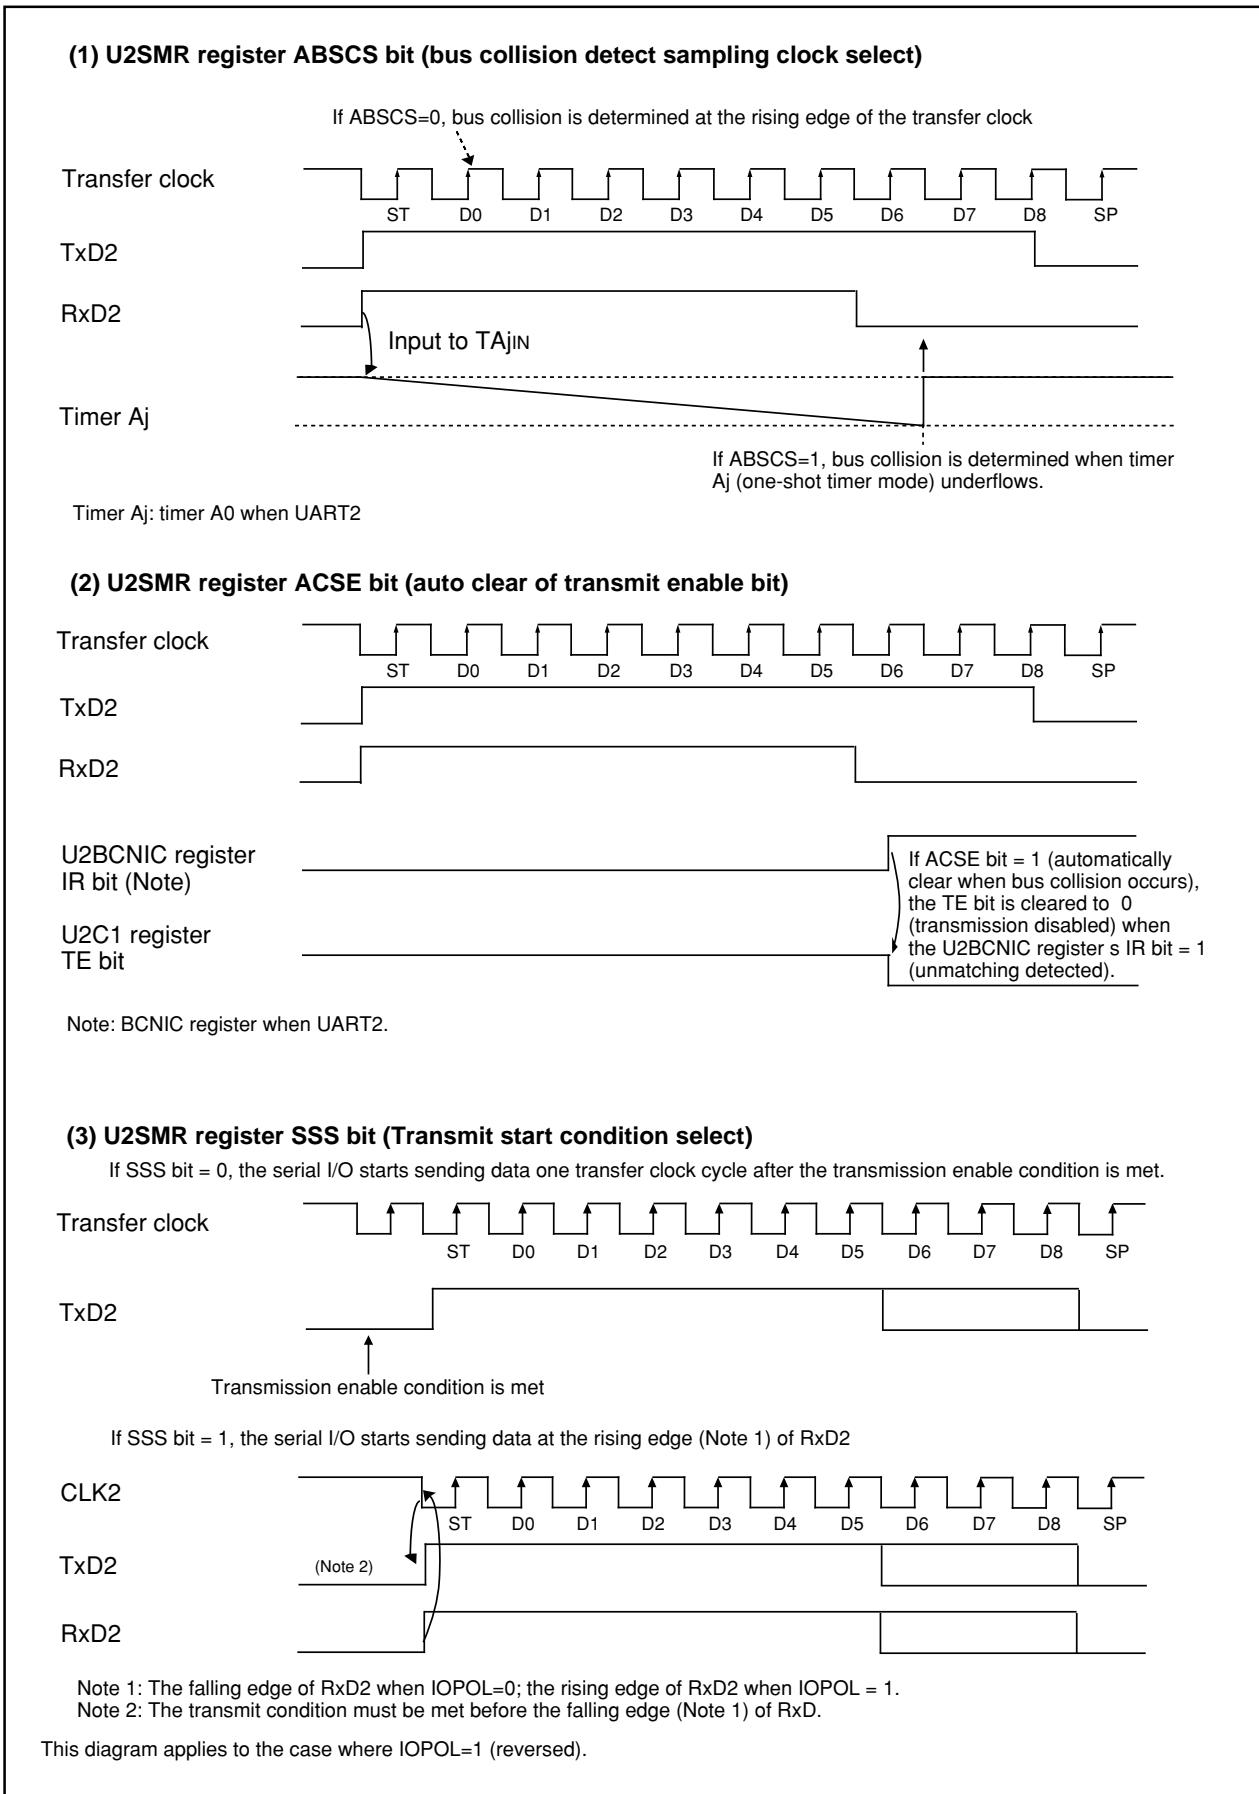 (1) U2SMR register ABSCS bit (bus collision detect sampling clock select)
If ABSCS=0, bus collision is determined at the rising edge of the transfer clock
Transfer clock
ST D0 D1 D2 D3 D4 D5 D6 D7 D8 SP
TxD2
RxD2
Input to TAjIN
Timer Aj
If ABSCS=1, bus collision is determined when timer
Aj (one-shot timer mode) underflows.
Timer Aj: timer A0 when UART2
(2) U2SMR register ACSE bit (auto clear of transmit enable bit)
Transfer clock
ST D0 D1 D2 D3 D4 D5 D6 D7 D8 SP
TxD2
RxD2
U2BCNIC register
IR bit (Note)
If ACSE bit = 1 (automatically
clear when bus collision occurs),
the TE bit is cleared to 0
(transmission disabled) when
the U2BCNIC register s IR bit = 1
(unmatching detected).
U2C1 register
TE bit
Note: BCNIC register when UART2.
(3) U2SMR register SSS bit (Transmit start condition select)
If SSS bit = 0, the serial I/O starts sending data one transfer clock cycle after the transmission enable condition is met.
Transfer clock
ST D0 D1 D2 D3 D4 D5 D6 D7 D8 SP
TxD2
Transmission enable condition is met
If SSS bit = 1, the serial I/O starts sending data at the rising edge (Note 1) of RxD2
CLK2
ST D0 D1 D2 D3 D4 D5 D6 D7 D8 SP
TxD2
(Note 2)
RxD2
Note 1: The falling edge of RxD2 when IOPOL=0; the rising edge of RxD2 when IOPOL = 1.
Note 2: The transmit condition must be met before the falling edge (Note 1) of RxD.
This diagram applies to the case where IOPOL=1 (reversed).